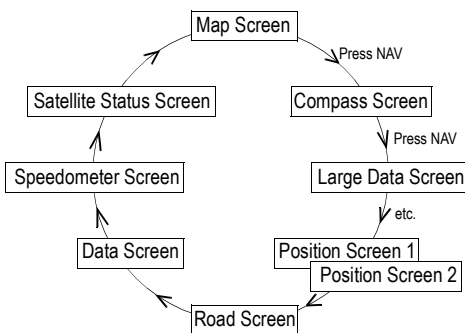 Map Screen
Press NAV
Satellite Status Screen
Compass Screen
Press NAV
Speedometer Screen
Large Data Screen
etc.
Data Screen
Position Screen 1
Position Screen 2
Road Screen